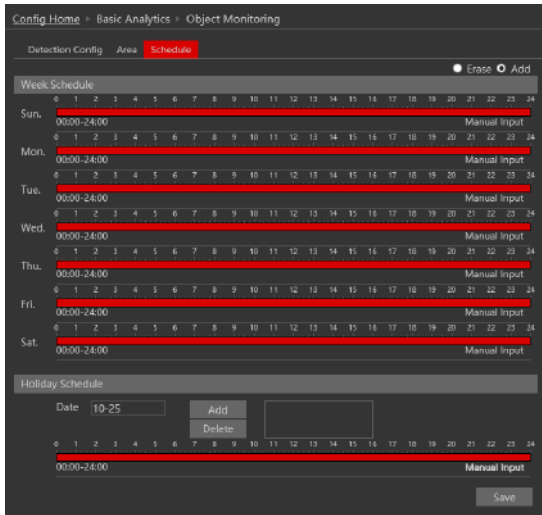 Config Home ▸ Basic Analytics ▸ Object Monitoring
Detection Config Area Schedule
Erase Add
Week Schedule
0 1 2 3 4 5 6 7 8 9 10 11 12 13 14 15 16 17 18 19 20 21 22 23 24
Sun.
00:00-24:00 Manual Input
0 1 2 3 4 5 6 7 8 9 10 11 12 13 14 15 16 17 18 19 20 21 22 23 24
Mon.
00:00-24:00 Manual Input
0 1 2 3 4 5 6 7 8 9 10 11 12 13 14 15 16 17 18 19 20 21 22 23 24
Tue.
00:00-24:00 Manual Input
0 1 2 3 4 5 6 7 8 9 10 11 12 13 14 15 16 17 18 19 20 21 22 23 24
Wed.
00:00-24:00 Manual Input
0 1 2 3 4 5 6 7 8 9 10 11 12 13 14 15 16 17 18 19 20 21 22 23 24
Thu.
00:00-24:00 Manual Input
0 1 2 3 4 5 6 7 8 9 10 11 12 13 14 15 16 17 18 19 20 21 22 23 24
Fri.
00:00-24:00 Manual Input
0 1 2 3 4 5 6 7 8 9 10 11 12 13 14 15 16 17 18 19 20 21 22 23 24
Sat.
00:00-24:00 Manual Input
Holiday Schedule
Date 10-25 Add
Delete
0 1 2 3 4 5 6 7 8 9 10 11 12 13 14 15 16 17 18 19 20 21 22 23 24
00:00-24:00 Manual Input
Save